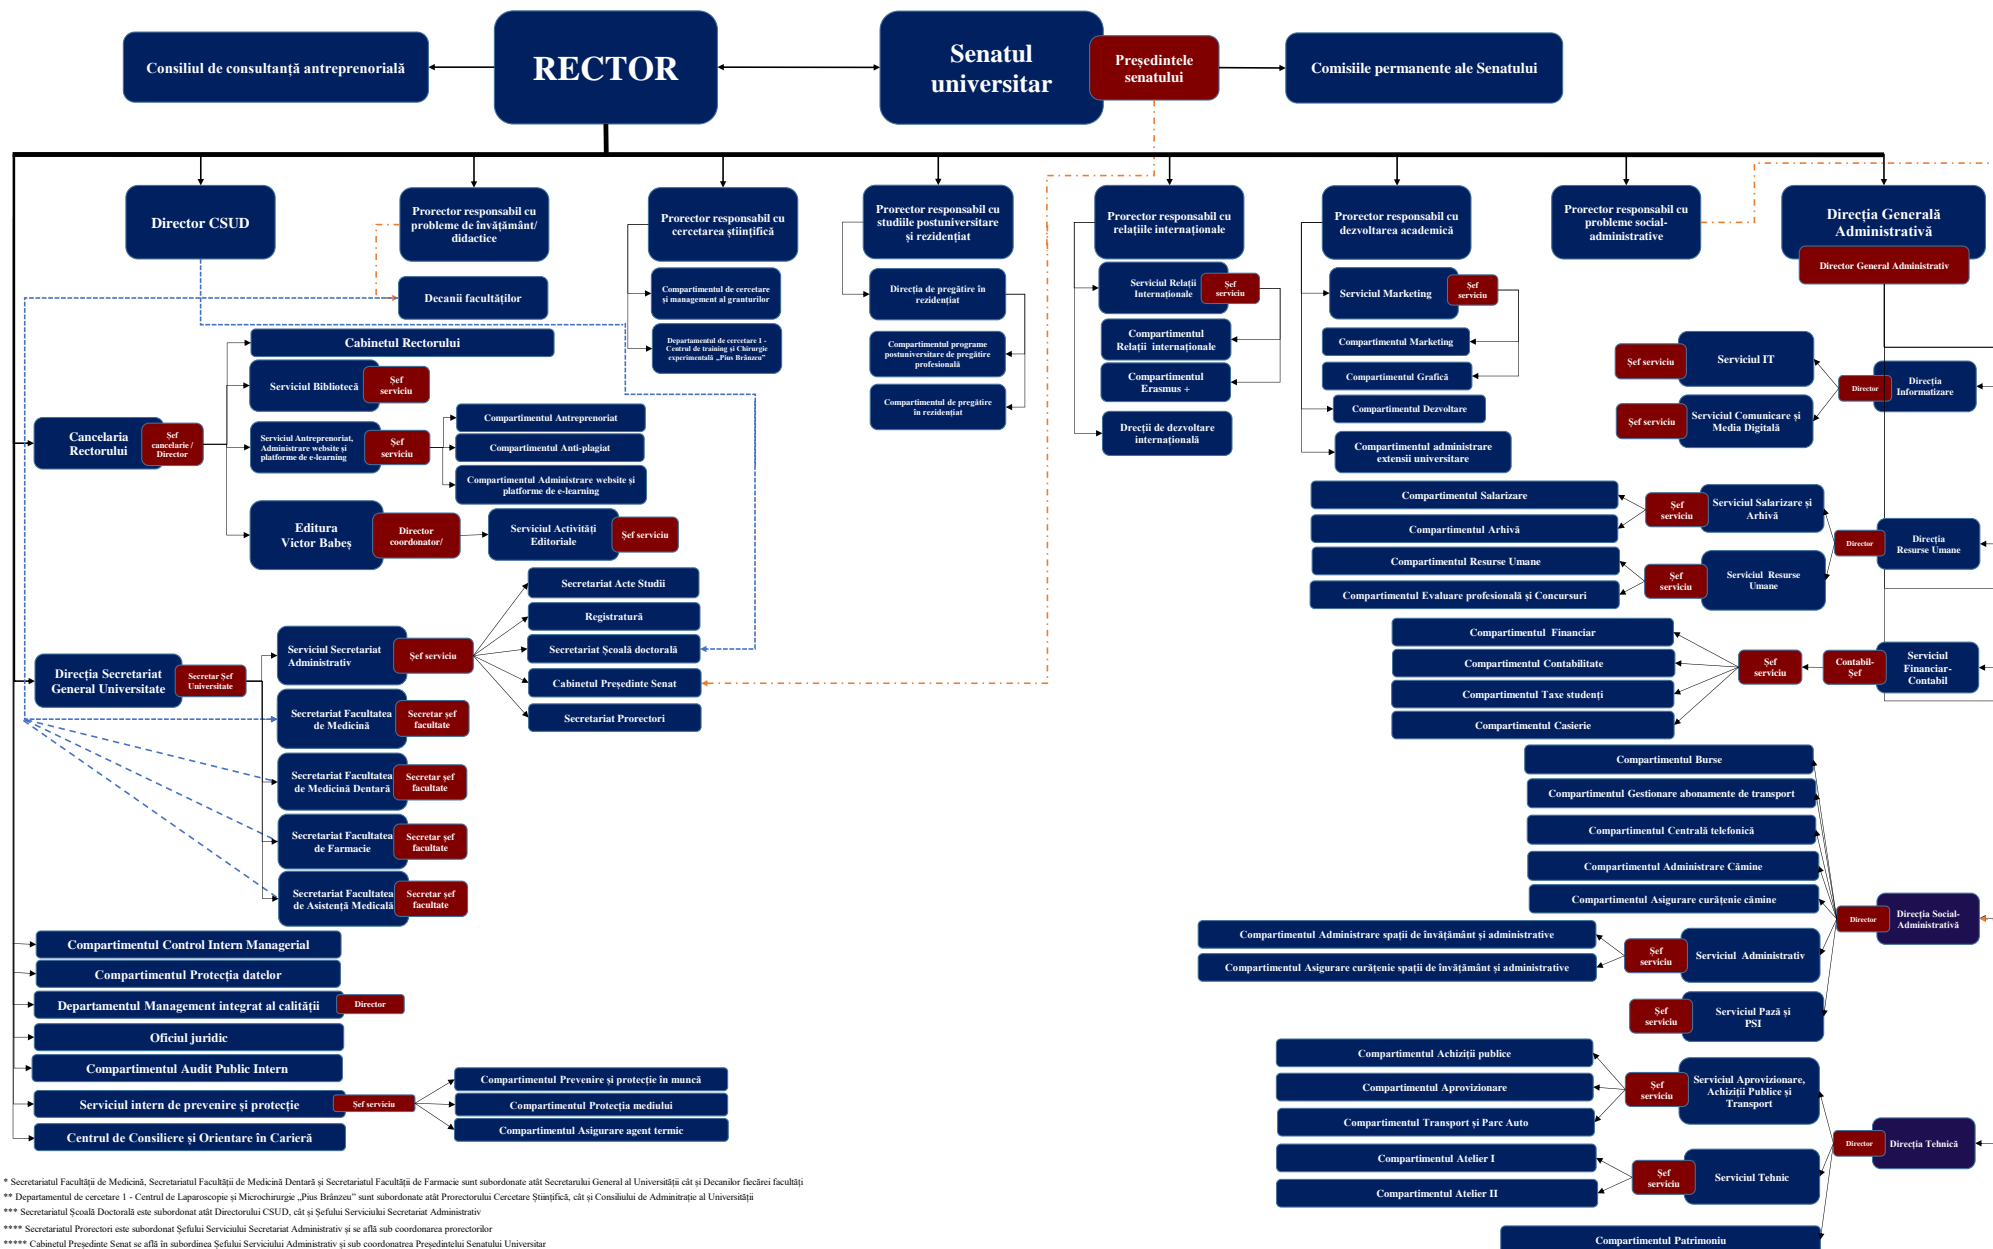 Consiliul de consultanță antreprenorială
RECTOR
Senatul
universitar
Președintele
senatului
Comisiile permanente ale Senatului
Director CSUD
Prorector responsabil cu
probleme de învățământ/
didactice
Prorector responsabil cu
cercetarea științifică
Prorector responsabil cu
studiile postuniversitare
și rezidențiat
Prorector responsabil cu
relațiile internaționale
Prorector responsabil cu
dezvoltarea academică
Prorector responsabil cu
probleme social-
administrative
Direcția Generală
Administrativă
Director General Administrativ
Decanii facultăților
Compartimentul de cercetare
și management al granturilor
Departamentul de cercetare 1 -
Centrul de training și Chirurgie
experimentală „Pius Brânzeu”
Direcția de pregătire în
rezidențiat
Compartimentul programe
postuniversitare de pregătire
profesională
Compartimentul de pregătire
în rezidențiat
Serviciul Relații
Internaționale
Șef
serviciu
Compartimentul
Relații internaționale
Compartimentul
Erasmus +
Drecții de dezvoltare
internațională
Serviciul Marketing
Șef
serviciu
Compartimentul Marketing
Compartimentul Grafică
Compartimentul Dezvoltare
Compartimentul administrare
extensii universitare
Șef serviciu
Serviciul IT
Șef serviciu
Serviciul Comunicare și
Media Digitală
Director
Direcția
Informatizare
Cabinetul Rectorului
Serviciul Bibliotecă
Șef
serviciu
Cancelaria
Rectorului
Șef
cancelarie /
Director
Serviciul Antreprenoriat,
Administrare website și
platforme de e-learning
Șef
serviciu
Compartimentul Antreprenoriat
Compartimentul Anti-plagiat
Compartimentul Administrare website și
platforme de e-learning
Editura
Victor Babeș
Director
coordonator/
Serviciul Activități
Editoriale
Șef serviciu
Compartimentul Salarizare
Compartimentul Arhivă
Șef
serviciu
Serviciul Salarizare și
Arhivă
Compartimentul Resurse Umane
Compartimentul Evaluare profesională și Concursuri
Șef
serviciu
Serviciul Resurse
Umane
Director
Direcția
Resurse Umane
Secretariat Acte Studii
Registratură
Secretariat Școală doctorală
Cabinetul Președinte Senat
Secretariat Prorectori
Direcția Secretariat
General Universitate
Secretar Șef
Universitate
Serviciul Secretariat
Administrativ
Șef serviciu
Secretariat Facultatea
de Medicină
Secretar șef
facultate
Secretariat Facultatea
de Medicină Dentară
Secretar șef
facultate
Secretariat Facultatea
de Farmacie
Secretar șef
facultate
Secretariat Facultatea
de Asistență Medicală
Secretar șef
facultate
Compartimentul Financiar
Compartimentul Contabilitate
Compartimentul Taxe studenți
Compartimentul Casierie
Șef
serviciu
Contabil-
Șef
Serviciul
Financiar-
Contabil
Compartimentul Burse
Compartimentul Gestionare abonamente de transport
Compartimentul Centrală telefonică
Compartimentul Administrare Cămine
Compartimentul Asigurare curățenie cămine
Compartimentul Administrare spații de învățământ și administrative
Compartimentul Asigurare curățenie spații de învățământ și administrative
Șef
serviciu
Serviciul Administrativ
Șef
serviciu
Serviciul Pază și
PSI
Director
Direcția Social-
Administrativă
Compartimentul Control Intern Managerial
Compartimentul Protecția datelor
Departamentul Management integrat al calității
Director
Oficiul juridic
Compartimentul Audit Public Intern
Serviciul intern de prevenire și protecție
Șef serviciu
Centrul de Consiliere și Orientare în Carieră
Compartimentul Prevenire și protecție în muncă
Compartimentul Protecția mediului
Compartimentul Asigurare agent termic
Compartimentul Achiziții publice
Compartimentul Aprovizionare
Compartimentul Transport și Parc Auto
Șef
serviciu
Serviciul Aprovizionare,
Achiziții Publice și
Transport
Compartimentul Atelier I
Compartimentul Atelier II
Șef
serviciu
Serviciul Tehnic
Director
Direcția Tehnică
Compartimentul Patrimoniu
* Secretariatul Facultății de Medicină, Secretariatul Facultății de Medicină Dentară și Secretariatul Facultății de Farmacie sunt subordonate atât Secretarului General al Universității cât și Decanilor fiecărei facultăți
** Departamentul de cercetare 1 - Centrul de Laparoscopie și Microchirurgie „Pius Brânzeu” sunt subordonate atât Prorectorului Cercetare Științifică, cât și Consiliului de Adminitrație al Universității
*** Secretariatul Școală Doctorală este subordonat atât Directorului CSUD, cât și Șefului Serviciului Secretariat Administrativ
**** Secretariatul Prorectori este subordonat Șefului Serviciului Secretariat Administrativ și se află sub coordonarea prorectorilor
***** Cabinetul Președinte Senat se află în subordinea Șefului Serviciului Administrativ și sub coordonatrea Președintelui Senatului Universitar